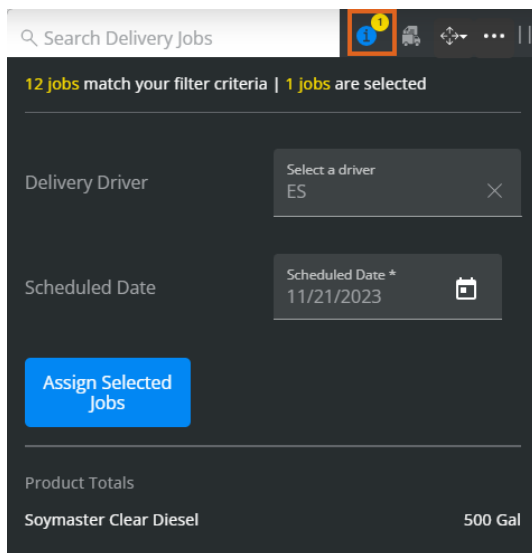 Search Delivery Jobs
1
12 jobs match your filter criteria | 1 jobs are selected
Delivery Driver
Select a driver
ES
Scheduled Date
Scheduled Date *
11/21/2023
Assign Selected
Jobs
Product Totals
Soymaster Clear Diesel 500 Gal